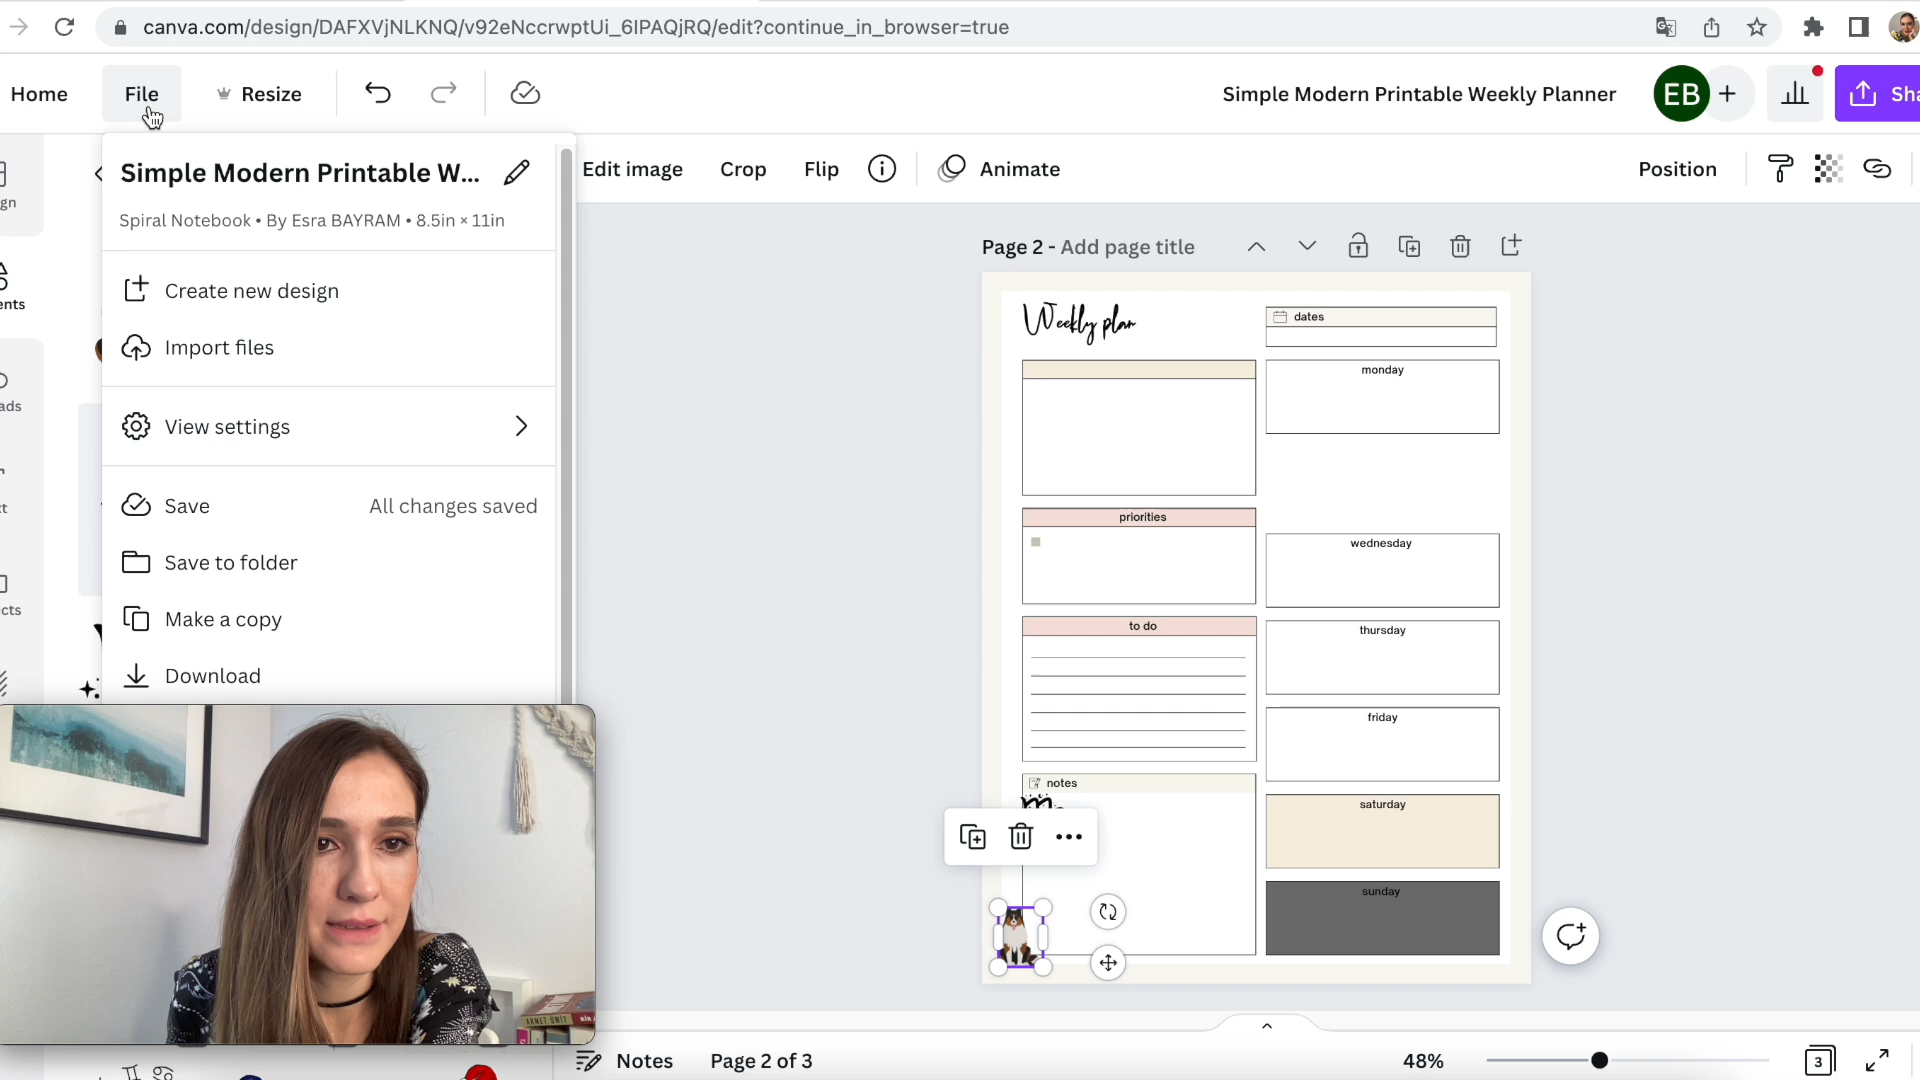 canva.com/design/DAFXVjNLKNQ/v92eNccrwptUi_6IPAQjRQ/edit?continue_in_browser=true
Home
File
Resize
Simple Modern Printable Weekly Planner
EB
+
Simple Modern Printable W...
Spiral Notebook • By Esra BAYRAM • 8.5in × 11in
Create new design
Import files
View settings
Save
All changes saved
Save to folder
Make a copy
Download
Edit image
Crop
Flip
Animate
Position
Page 2 - Add page title
Weekly plan
dates
monday
priorities
wednesday
to do
thursday
friday
notes
saturday
sunday
AHMET ÜMİT
Notes
Page 2 of 3
48%
3